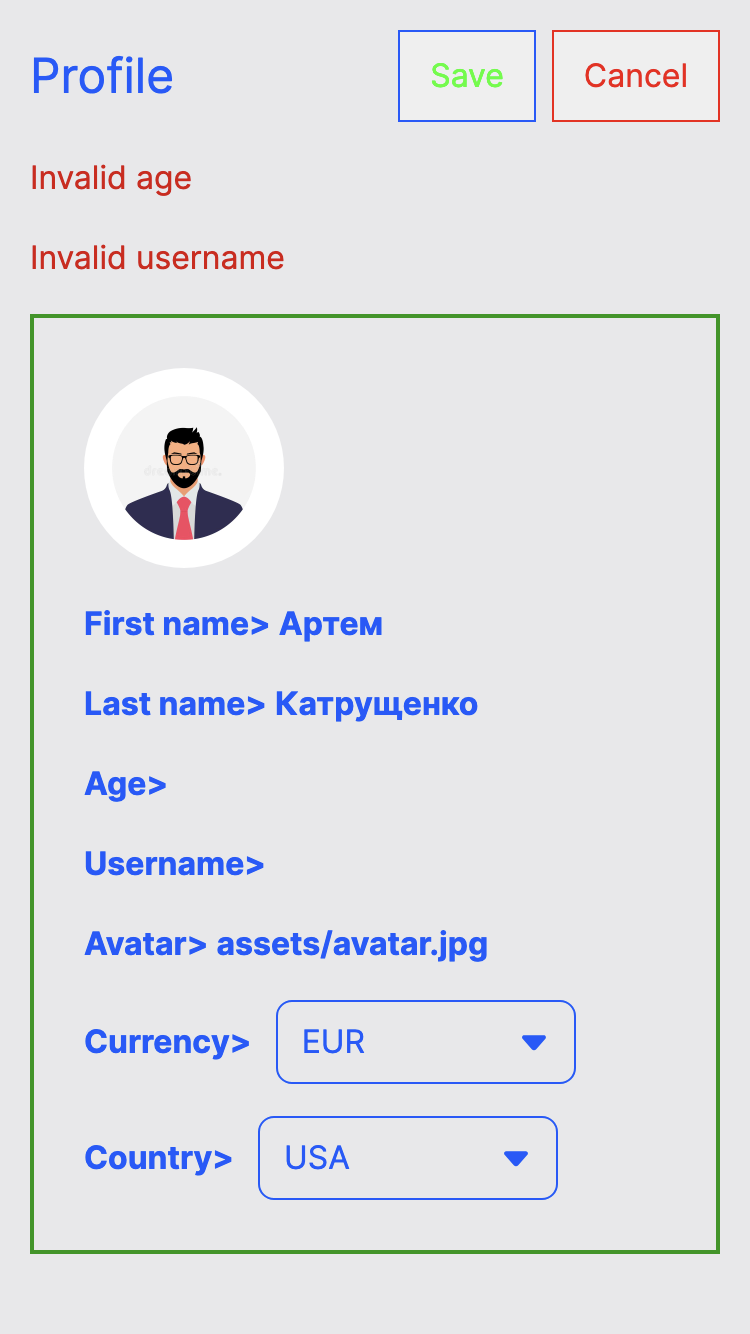 Profile
Save
Cancel
Invalid age
Invalid username
First name> Артем
Last name> Катрущенко
Age>
Username>
Avatar> assets/avatar.jpg
Currency> EUR
Country> USA